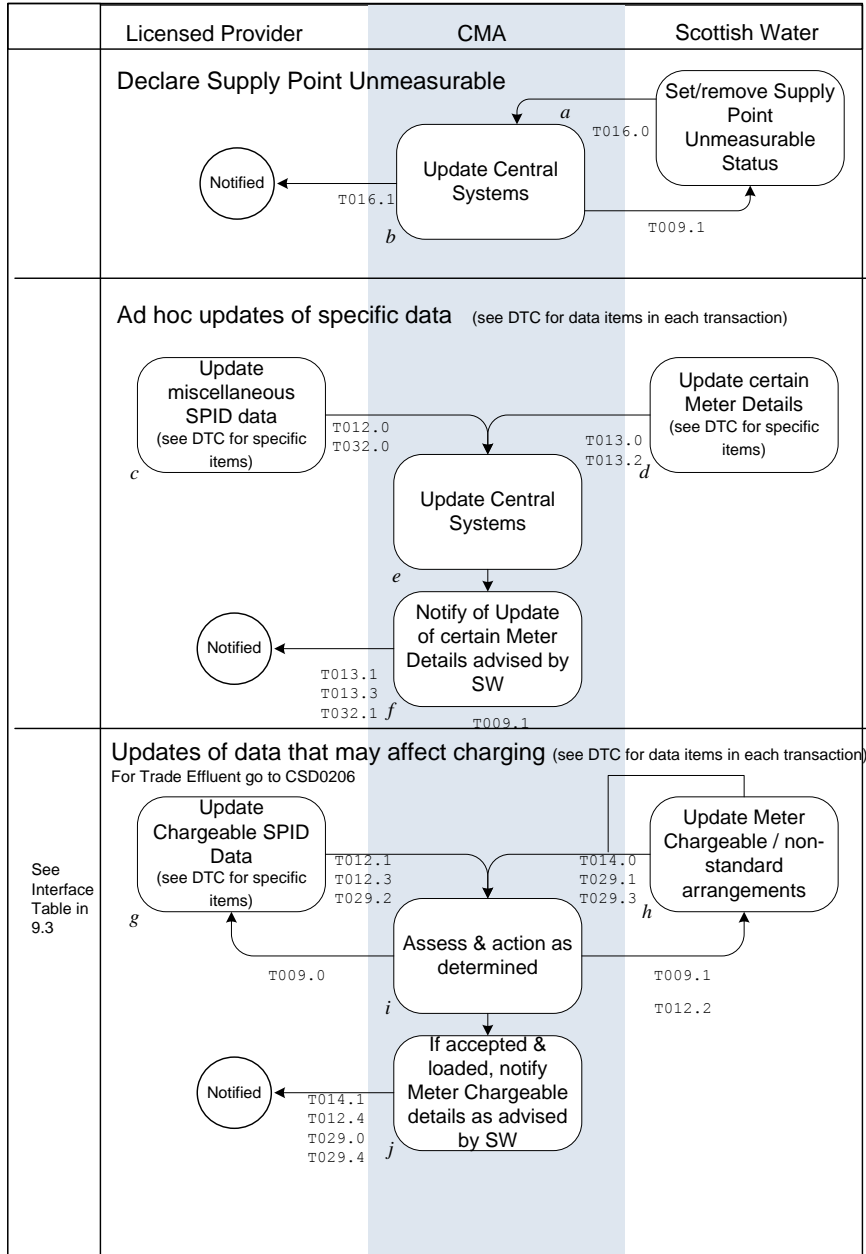 Licensed Provider
CMA
Scottish Water
Declare Supply Point Unmeasurable
Set/remove Supply
Point
Unmeasurable
Status
a
T016.0
Update Central
Systems
Notified
T016.1
b
T009.1
Ad hoc updates of specific data (see DTC for data items in each transaction)
Update
miscellaneous
SPID data
(see DTC for specific
items)
c
T012.0
T032.0
Update certain
Meter Details
(see DTC for specific
items)
T013.0
T013.2
d
Update Central
Systems
e
Notify of Update
of certain Meter
Details advised by
SW
Notified
T013.1
T013.3
T032.1
f
T009.1
Updates of data that may affect charging (see DTC for data items in each transaction)
For Trade Effluent go to CSD0206
See
Interface
Table in
9.3
Update
Chargeable SPID
Data
(see DTC for specific
items)
g
T012.1
T012.3
T029.2
Update Meter
Chargeable / non-
standard
arrangements
T014.0
T029.1
T029.3
h
Assess & action as
determined
T009.0
i
T009.1
T012.2
If accepted &
loaded, notify
Meter Chargeable
details as advised
by SW
Notified
T014.1
T012.4
T029.0
T029.4
j